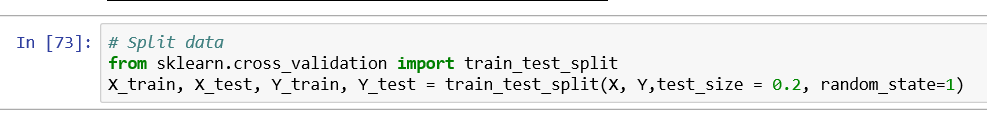 In [73]: # Split data
from sklearn.cross_validation import train_test_split
X_train, X_test, Y_train, Y_test = train_test_split(X, Y,test_size = 0.2, random_state=1)